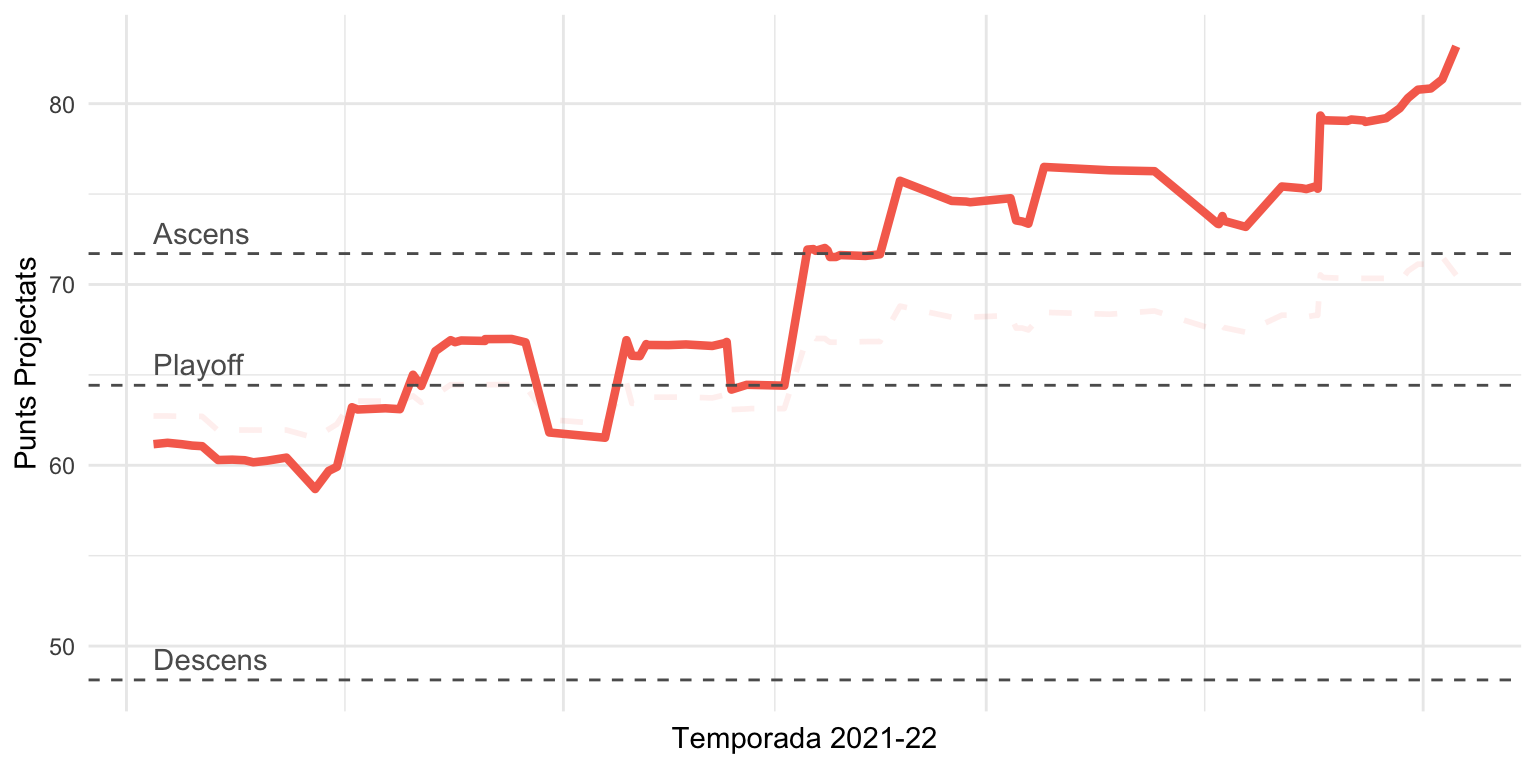 80
Ascens
70
Playoff
60
50
Descens
Punts Projectats
Temporada 2021-22